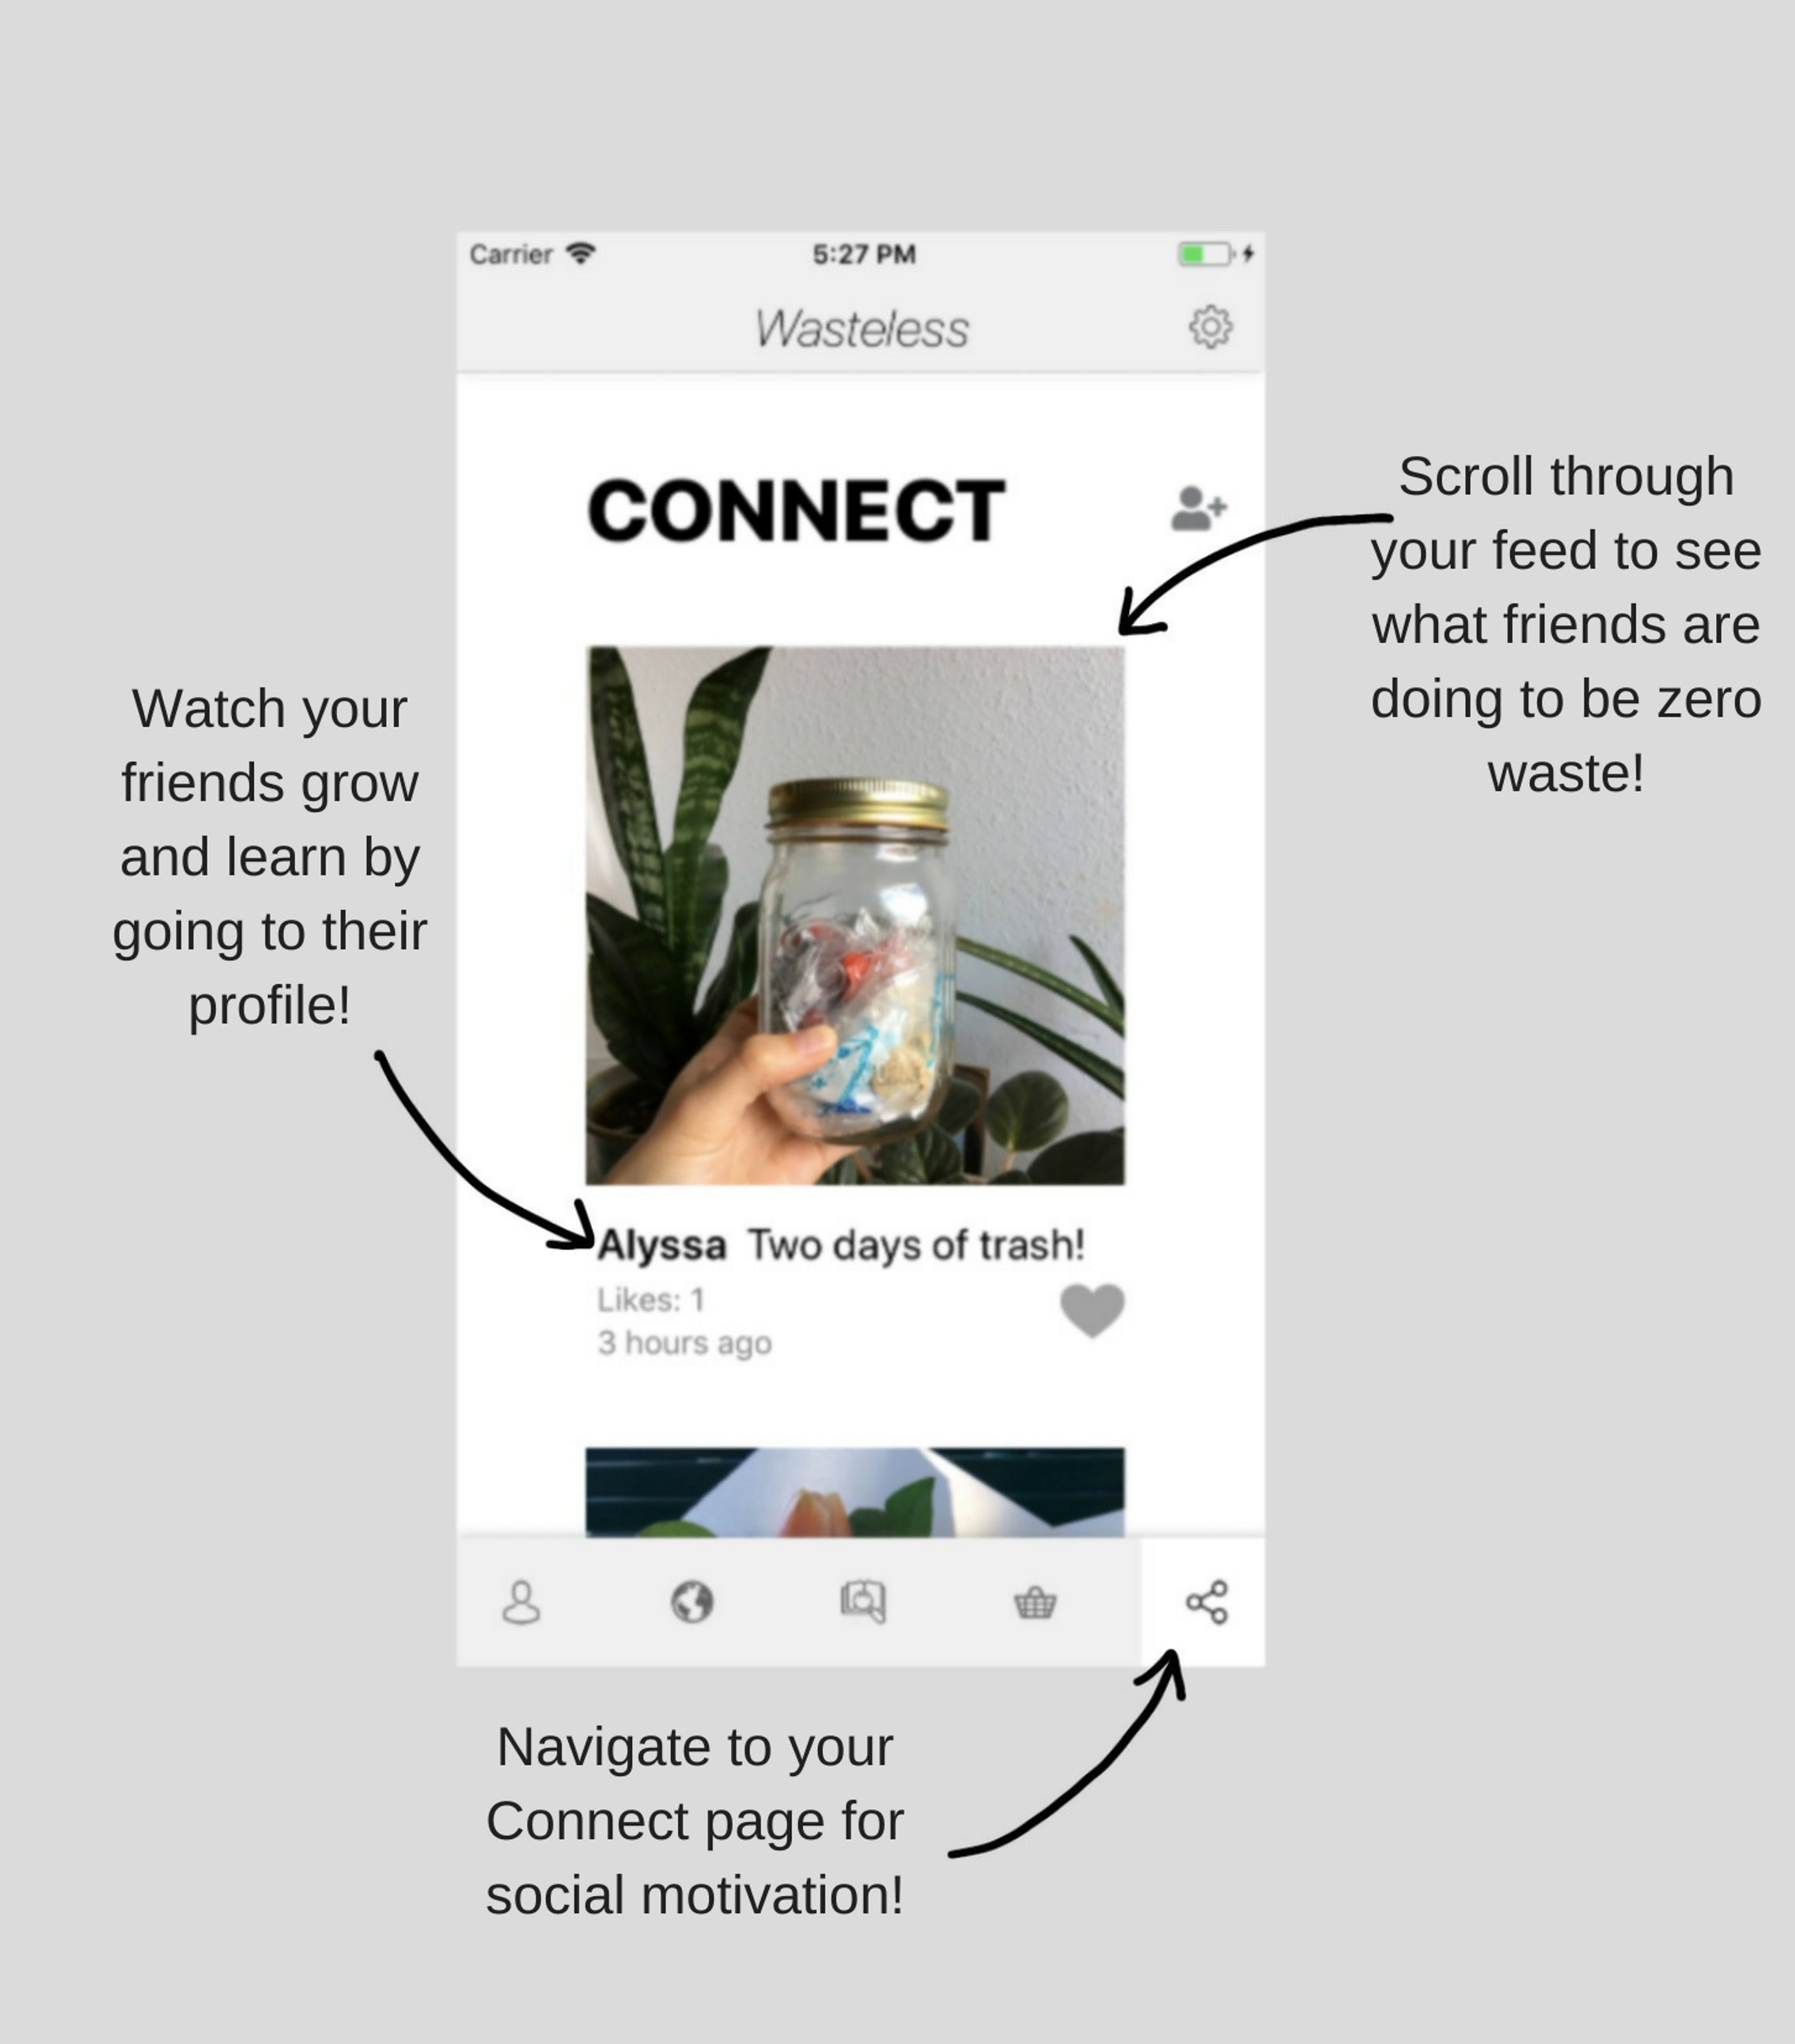 Carrier 5:27 PM
Wasteless
CONNECT
Scroll through
your feed to see
what friends are
doing to be zero
waste!
Watch your
friends grow
and learn by
going to their
profile!
Alyssa Two days of trash!
Likes: 1
3 hours ago
Navigate to your
Connect page for
social motivation!